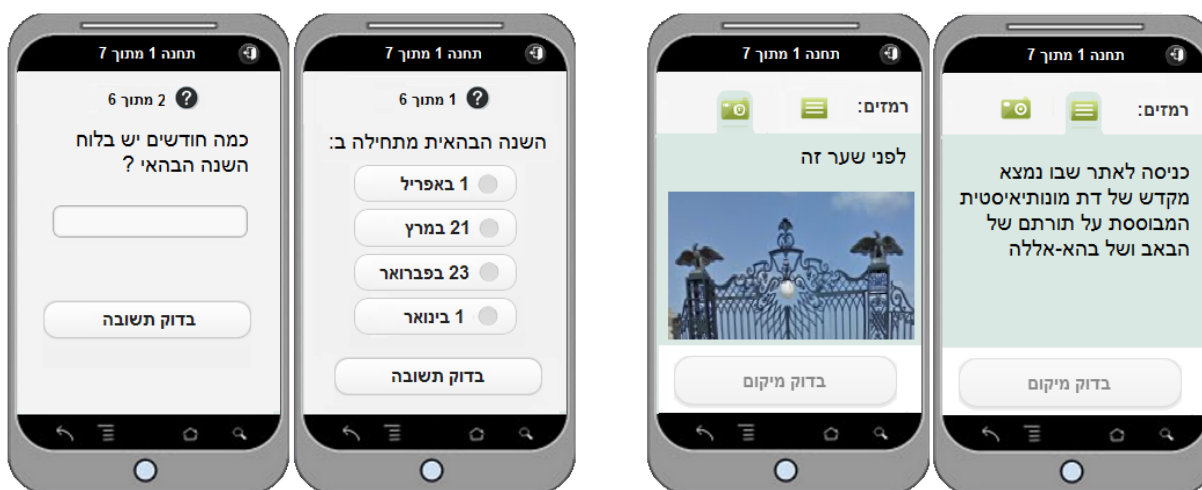 תחנה 1 מתוך 7
רמזים:
כניסה לאתר שבו נמצא
מקדש של דת מונותיאיסטית
המבוססת על תורתם של
הבאב ושל בהא-אללה
בדוק מיקום
תחנה 1 מתוך 7
רמזים:
לפני שער זה
בדוק מיקום
תחנה 1 מתוך 7
? 1 מתוך 6
השנה הבהאית מתחילה ב:
1 באפריל
21 במרץ
23 בפברואר
1 בינואר
בדוק תשובה
תחנה 1 מתוך 7
? 2 מתוך 6
כמה חודשים יש בלוח
השנה הבהאי ?
בדוק תשובה